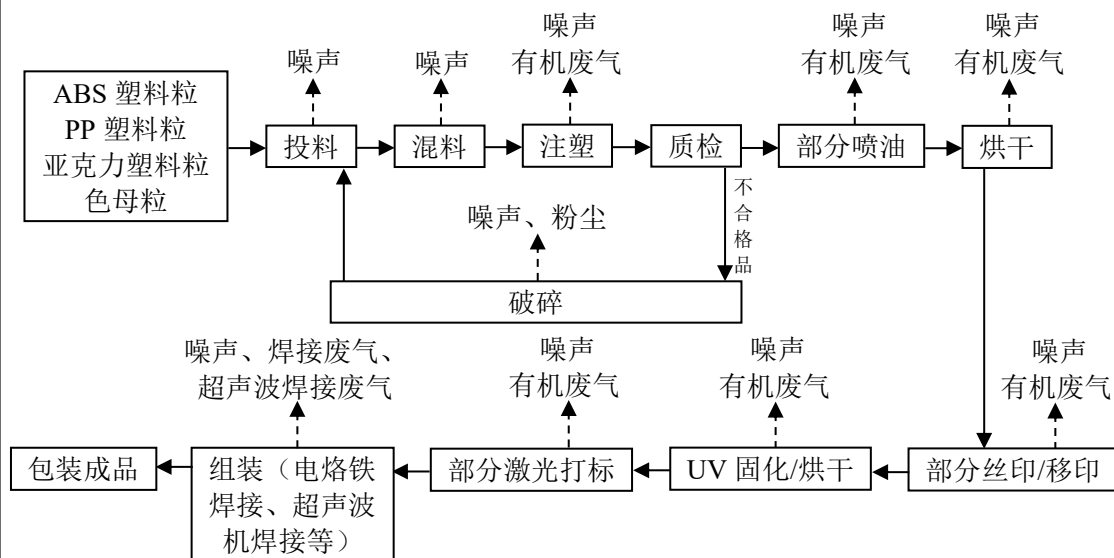 噪声
噪声
噪声
有机废气
噪声
有机废气
噪声
有机废气
ABS 塑料粒
PP 塑料粒
亚克力塑料粒
色母粒
投料
混料
注塑
质检
部分喷油
烘干
不合格品
噪声、粉尘
破碎
噪声、焊接废气、
超声波焊接废气
噪声
有机废气
噪声
有机废气
噪声
有机废气
包装成品
组装（电烙铁
焊接、超声波
机焊接等）
部分激光打标
UV 固化/烘干
部分丝印/移印